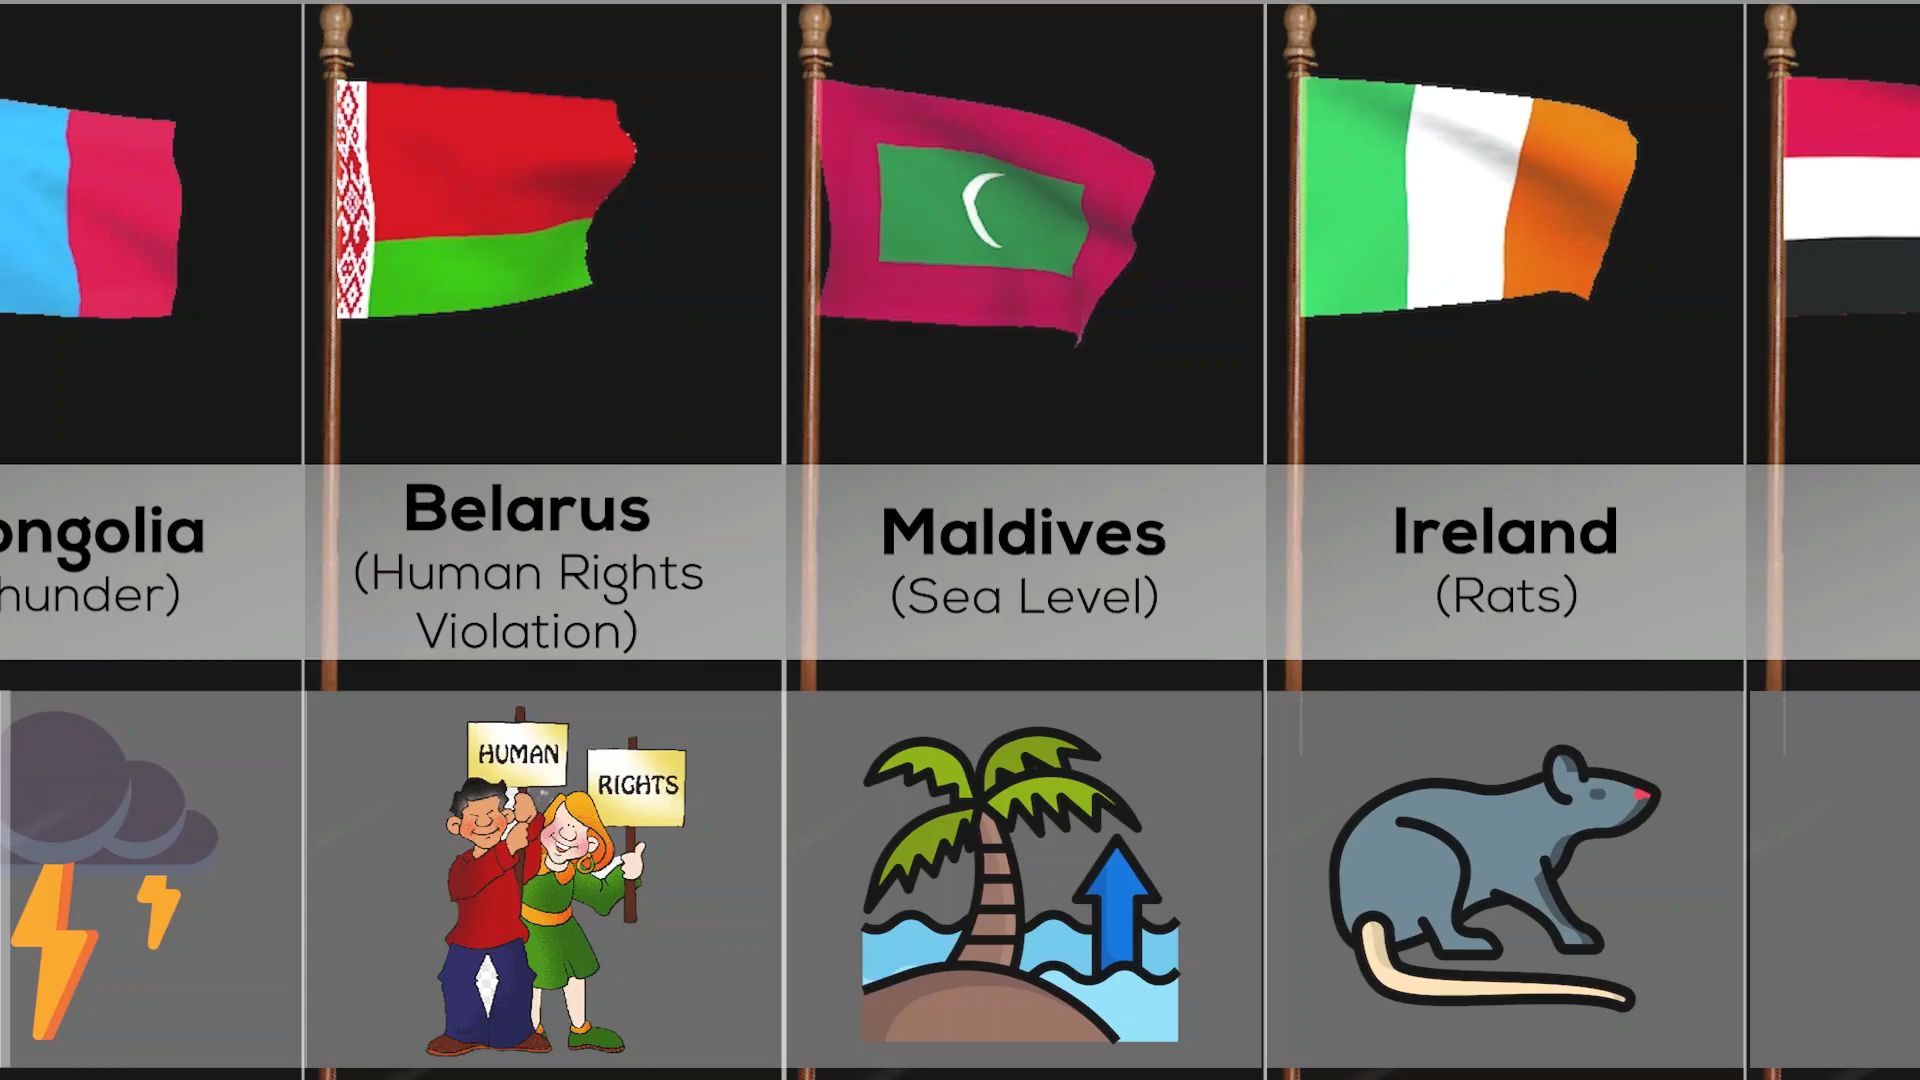 ongolia
hunder)
Belarus
(Human Rights
Violation)
Maldives
(Sea Level)
Ireland
(Rats)
HUMAN
RIGHTS